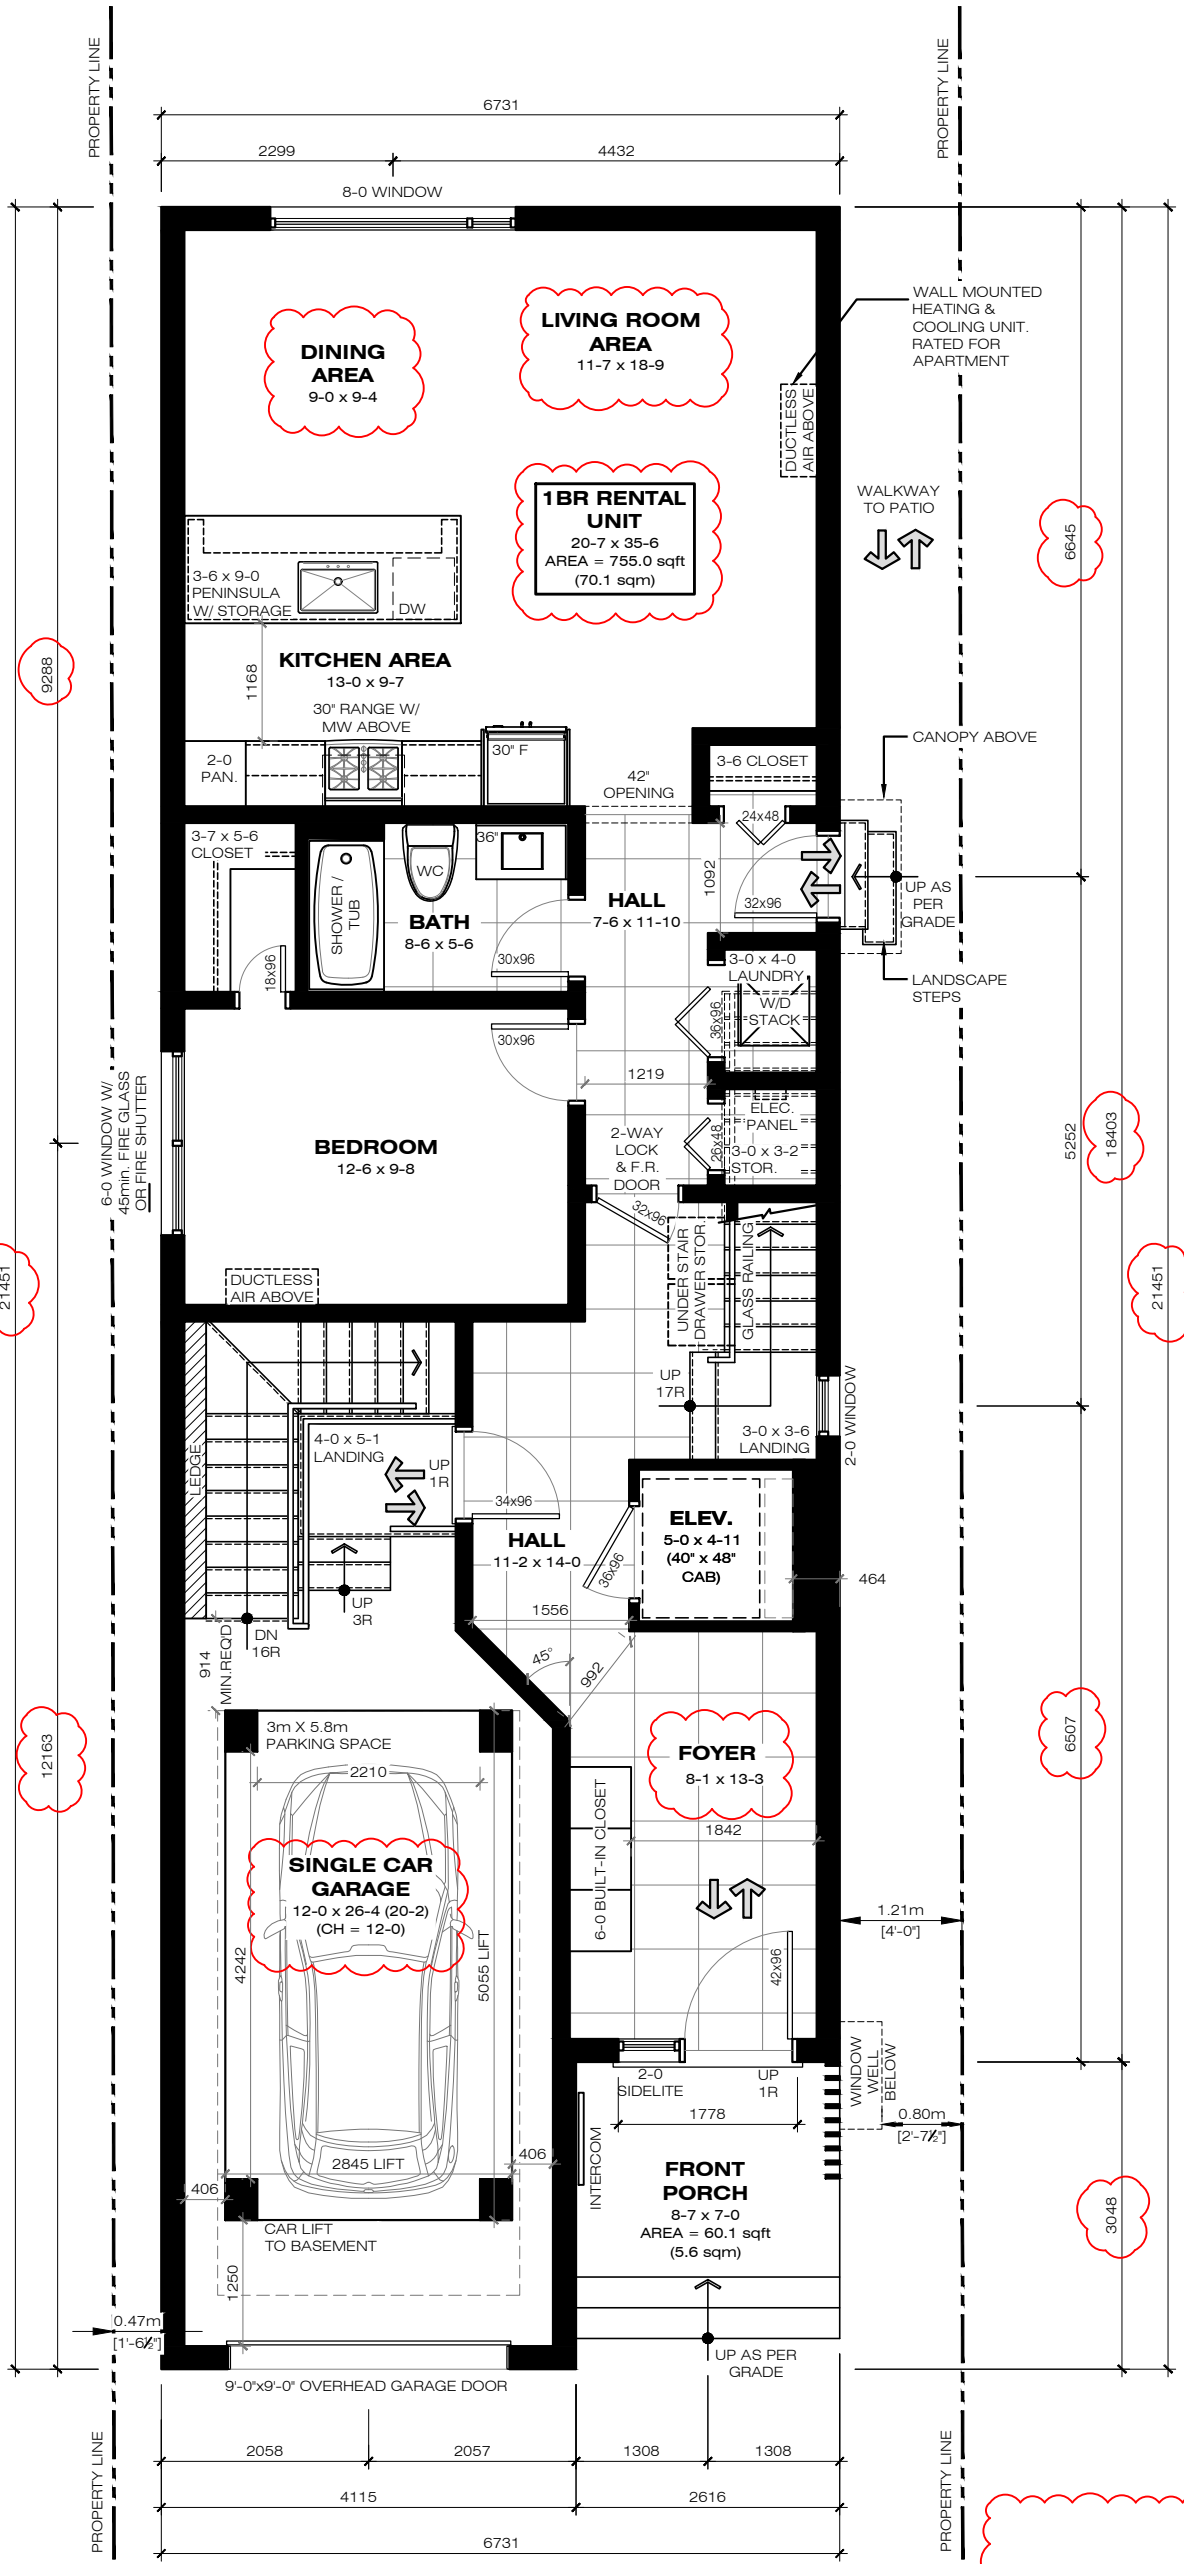 PROPERTY LINE
PROPERTY LINE
6731
2299
4432
8-0 WINDOW
WALL MOUNTED
HEATING &
COOLING UNIT.
RATED FOR
APARTMENT
DINING
AREA
9-0 x 9-4
LIVING ROOM
AREA
11-7 x 18-9
DUCTLESS
AIR ABOVE
1BR RENTAL
UNIT
20-7 x 35-6
AREA = 755.0 sqft
(70.1 sqm)
WALKWAY
TO PATIO
6645
3-6 x 9-0
PENINSULA
W/ STORAGE
DW
9288
1168
KITCHEN AREA
13-0 x 9-7
30" RANGE W/
MW ABOVE
2-0
PAN.
30" F
42"
OPENING
3-6 CLOSET
CANOPY ABOVE
24x48
3-7 x 5-6
CLOSET
36"
WC
SHOWER /
TUB
BATH
8-6 x 5-6
HALL
7-6 x 11-10
1092
32x96
UP AS
PER
GRADE
18x96
30x96
3-0 x 4-0
LAUNDRY
W/D
STACK
36x96
LANDSCAPE
STEPS
30x96
1219
6-0 WINDOW W/
45min. FIRE GLASS
OR FIRE SHUTTER
BEDROOM
12-6 x 9-8
2-WAY
LOCK
& F.R.
DOOR
26x48
ELEC.
PANEL
3-0 x 3-2
STOR.
5252
18403
32x96
21451
DUCTLESS
AIR ABOVE
UNDER STAIR
DRAWER STOR.
GLASS RAILING
21451
UP
17R
2-0 WINDOW
LEDGE
4-0 x 5-1
LANDING
UP
1R
3-0 x 3-6
LANDING
34x96
HALL
11-2 x 14-0
ELEV.
5-0 x 4-11
(40" x 48"
CAB)
36x96
464
UP
3R
1556
DN
16R
914
MIN.REQ'D
45°
992
12163
3m X 5.8m
PARKING SPACE
2210
FOYER
8-1 x 13-3
6507
1842
6-0 BUILT-IN CLOSET
SINGLE CAR
GARAGE
12-0 x 26-4 (20-2)
(CH = 12-0)
4242
5055 LIFT
1.21m
[4'-0"]
42x96
2-0
SIDELITE
UP
1R
WINDOW
WELL
BELOW
1778
0.80m
[2'-7½"]
INTERCOM
406
2845 LIFT
406
FRONT
PORCH
8-7 x 7-0
AREA = 60.1 sqft
(5.6 sqm)
3048
CAR LIFT
TO BASEMENT
1250
0.47m
[1'-6½"]
UP AS PER
GRADE
9'-0"x9'-0" OVERHEAD GARAGE DOOR
2058
2057
1308
1308
4115
2616
6731
PROPERTY LINE
PROPERTY LINE